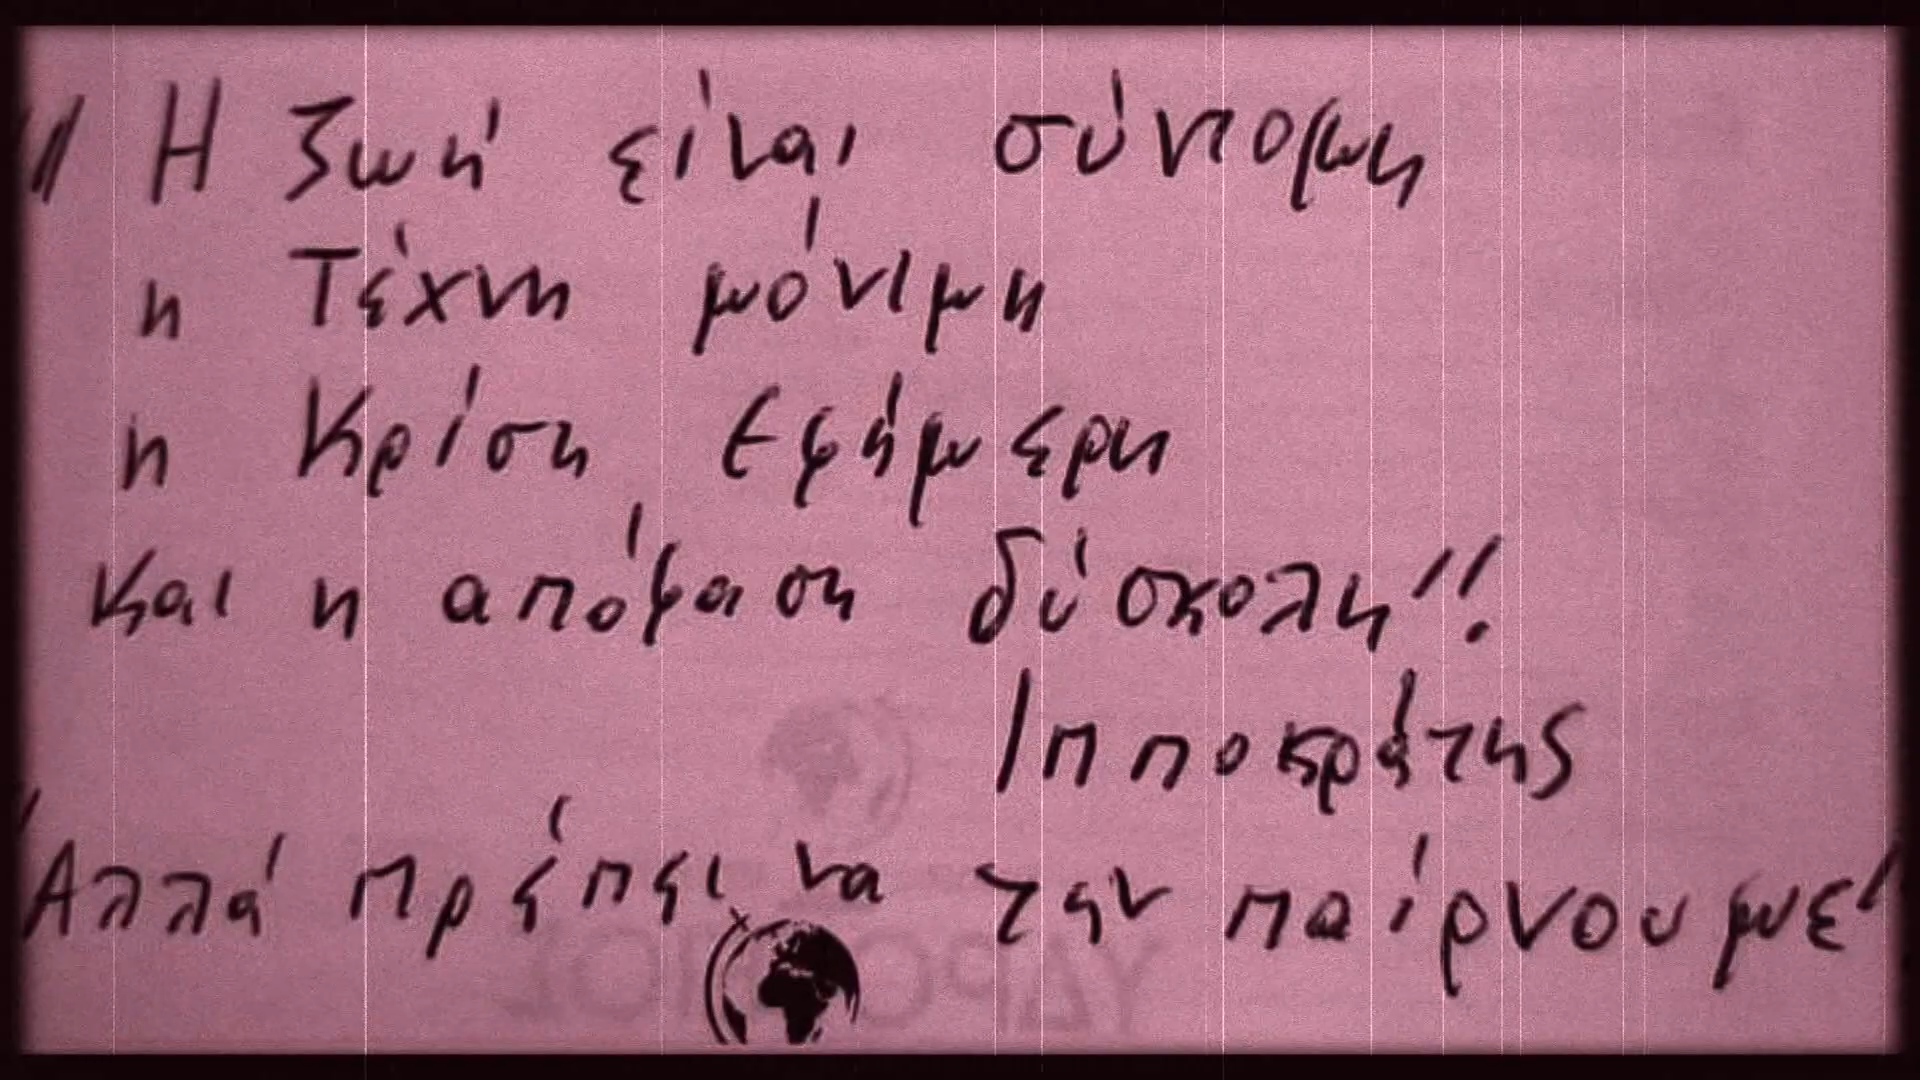 "Η Ζωή είναι σύντομη
η Τέχνη μόνιμη
η Κρίση Εφήμερη
Και η απόφαση δύσκολη"!
Ιπποκράτης
"Αλλά πρέπει να την παίρνουμε"